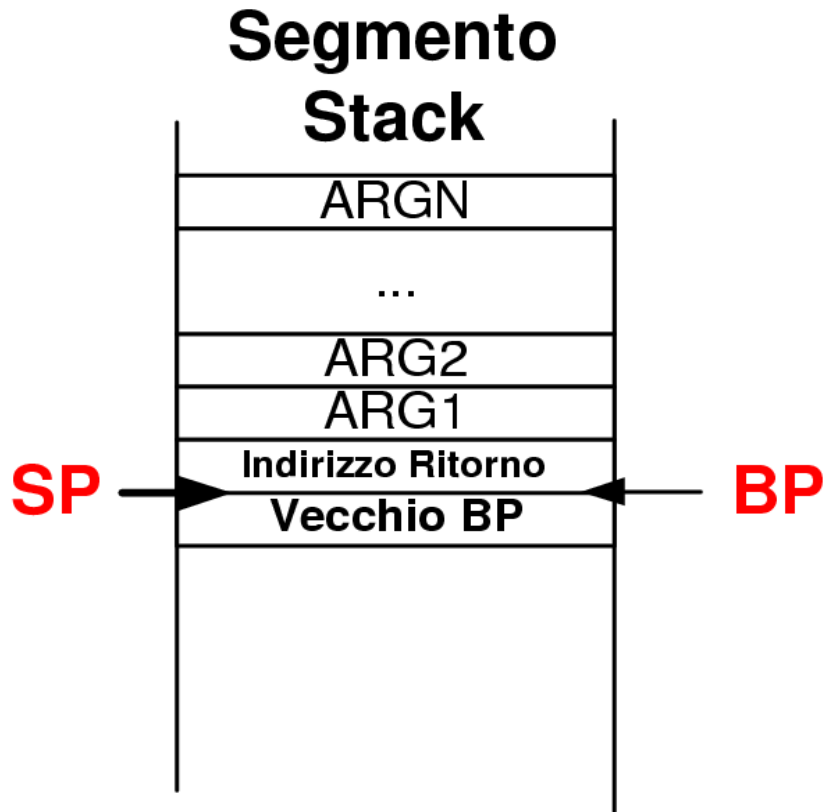 Segmento
Stack
ARGN
...
ARG2
ARG1
Indirizzo Ritorno
SP
BP
Vecchio BP